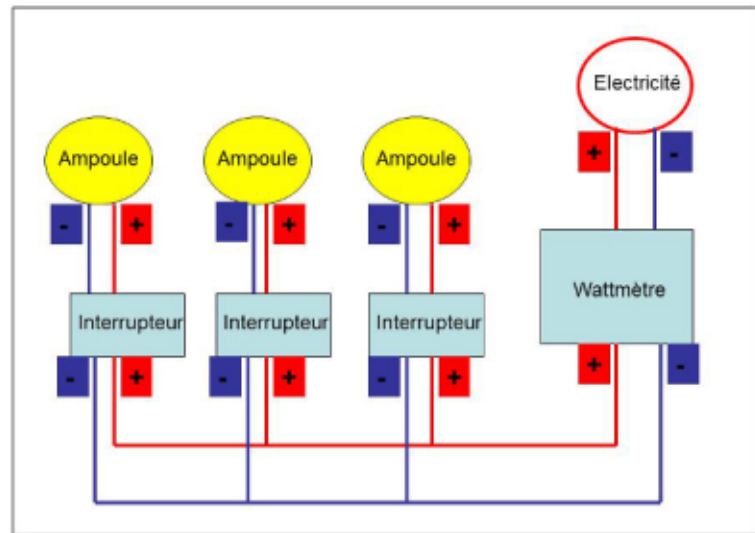 Electricité
Ampoule Ampoule Ampoule
+ -
- + - + - +
Wattmètre
Interrupteur Interrupteur Interrupteur
- + - + - + + -